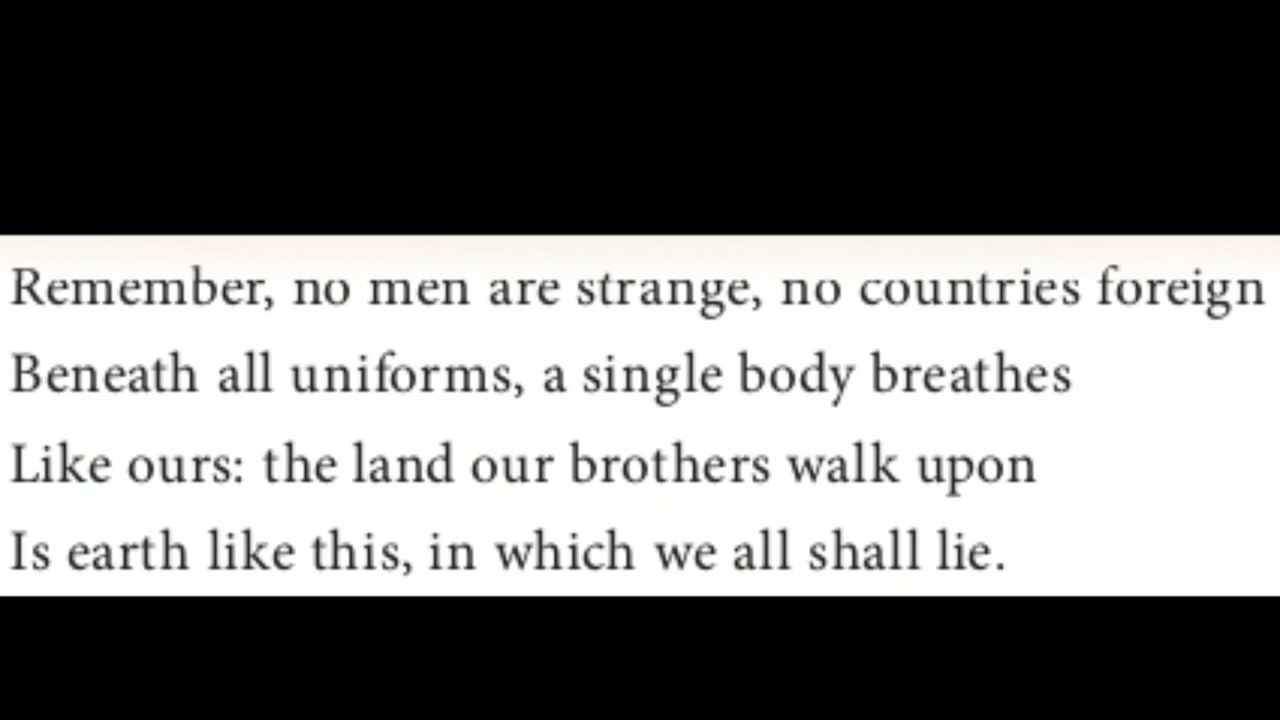 Remember, no men are strange, no countries foreign
Beneath all uniforms, a single body breathes
Like ours: the land our brothers walk upon
Is earth like this, in which we all shall lie.